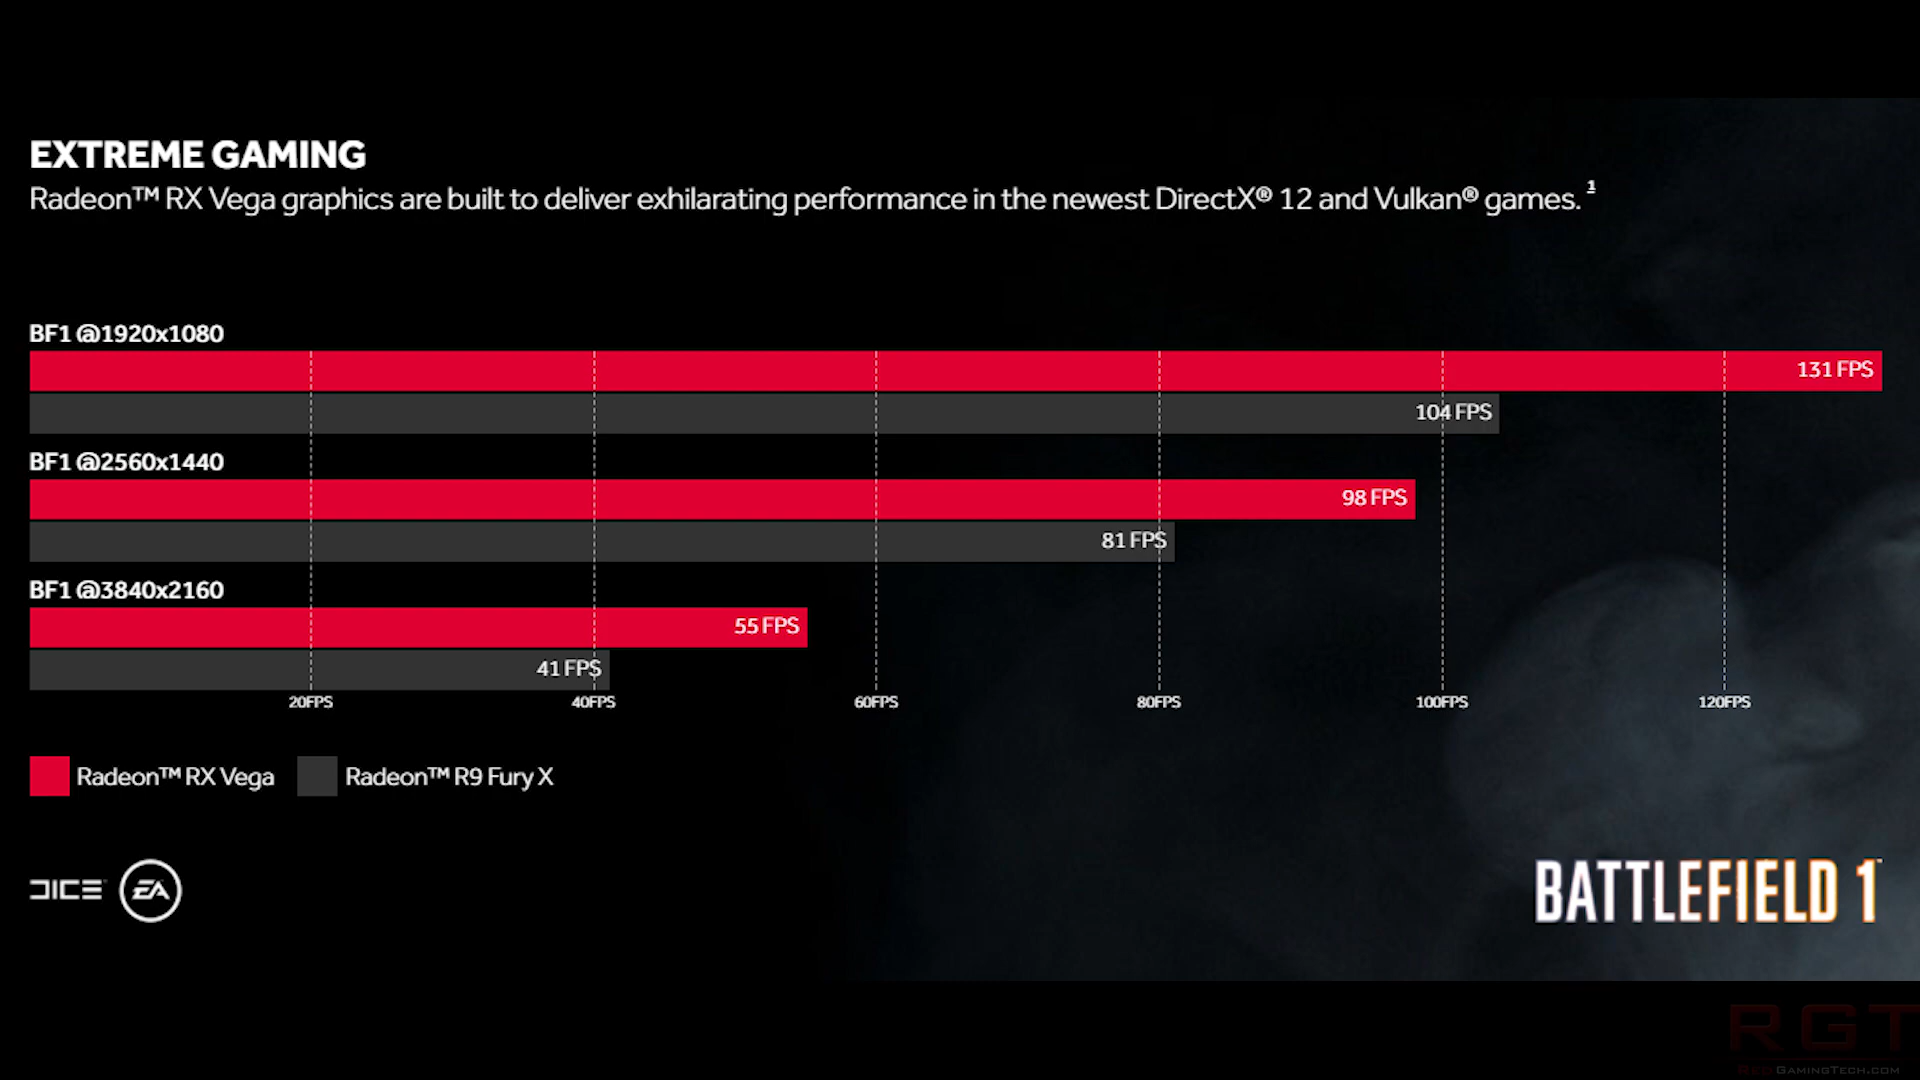 EXTREME GAMING
Radeon™ RX Vega graphics are built to deliver exhilarating performance in the newest DirectX® 12 and Vulkan® games. 1
BF1 @1920x1080
131 FPS
104 FPS
BF1 @2560x1440
98 FPS
81 FPS
BF1 @3840x2160
55 FPS
41 FPS
20FPS 40FPS 60FPS 80FPS 100FPS 120FPS
Radeon™ RX Vega Radeon™ R9 Fury X
DICE EA BATTLEFIELD 1
RGT
REDGAMINGTECH.COM